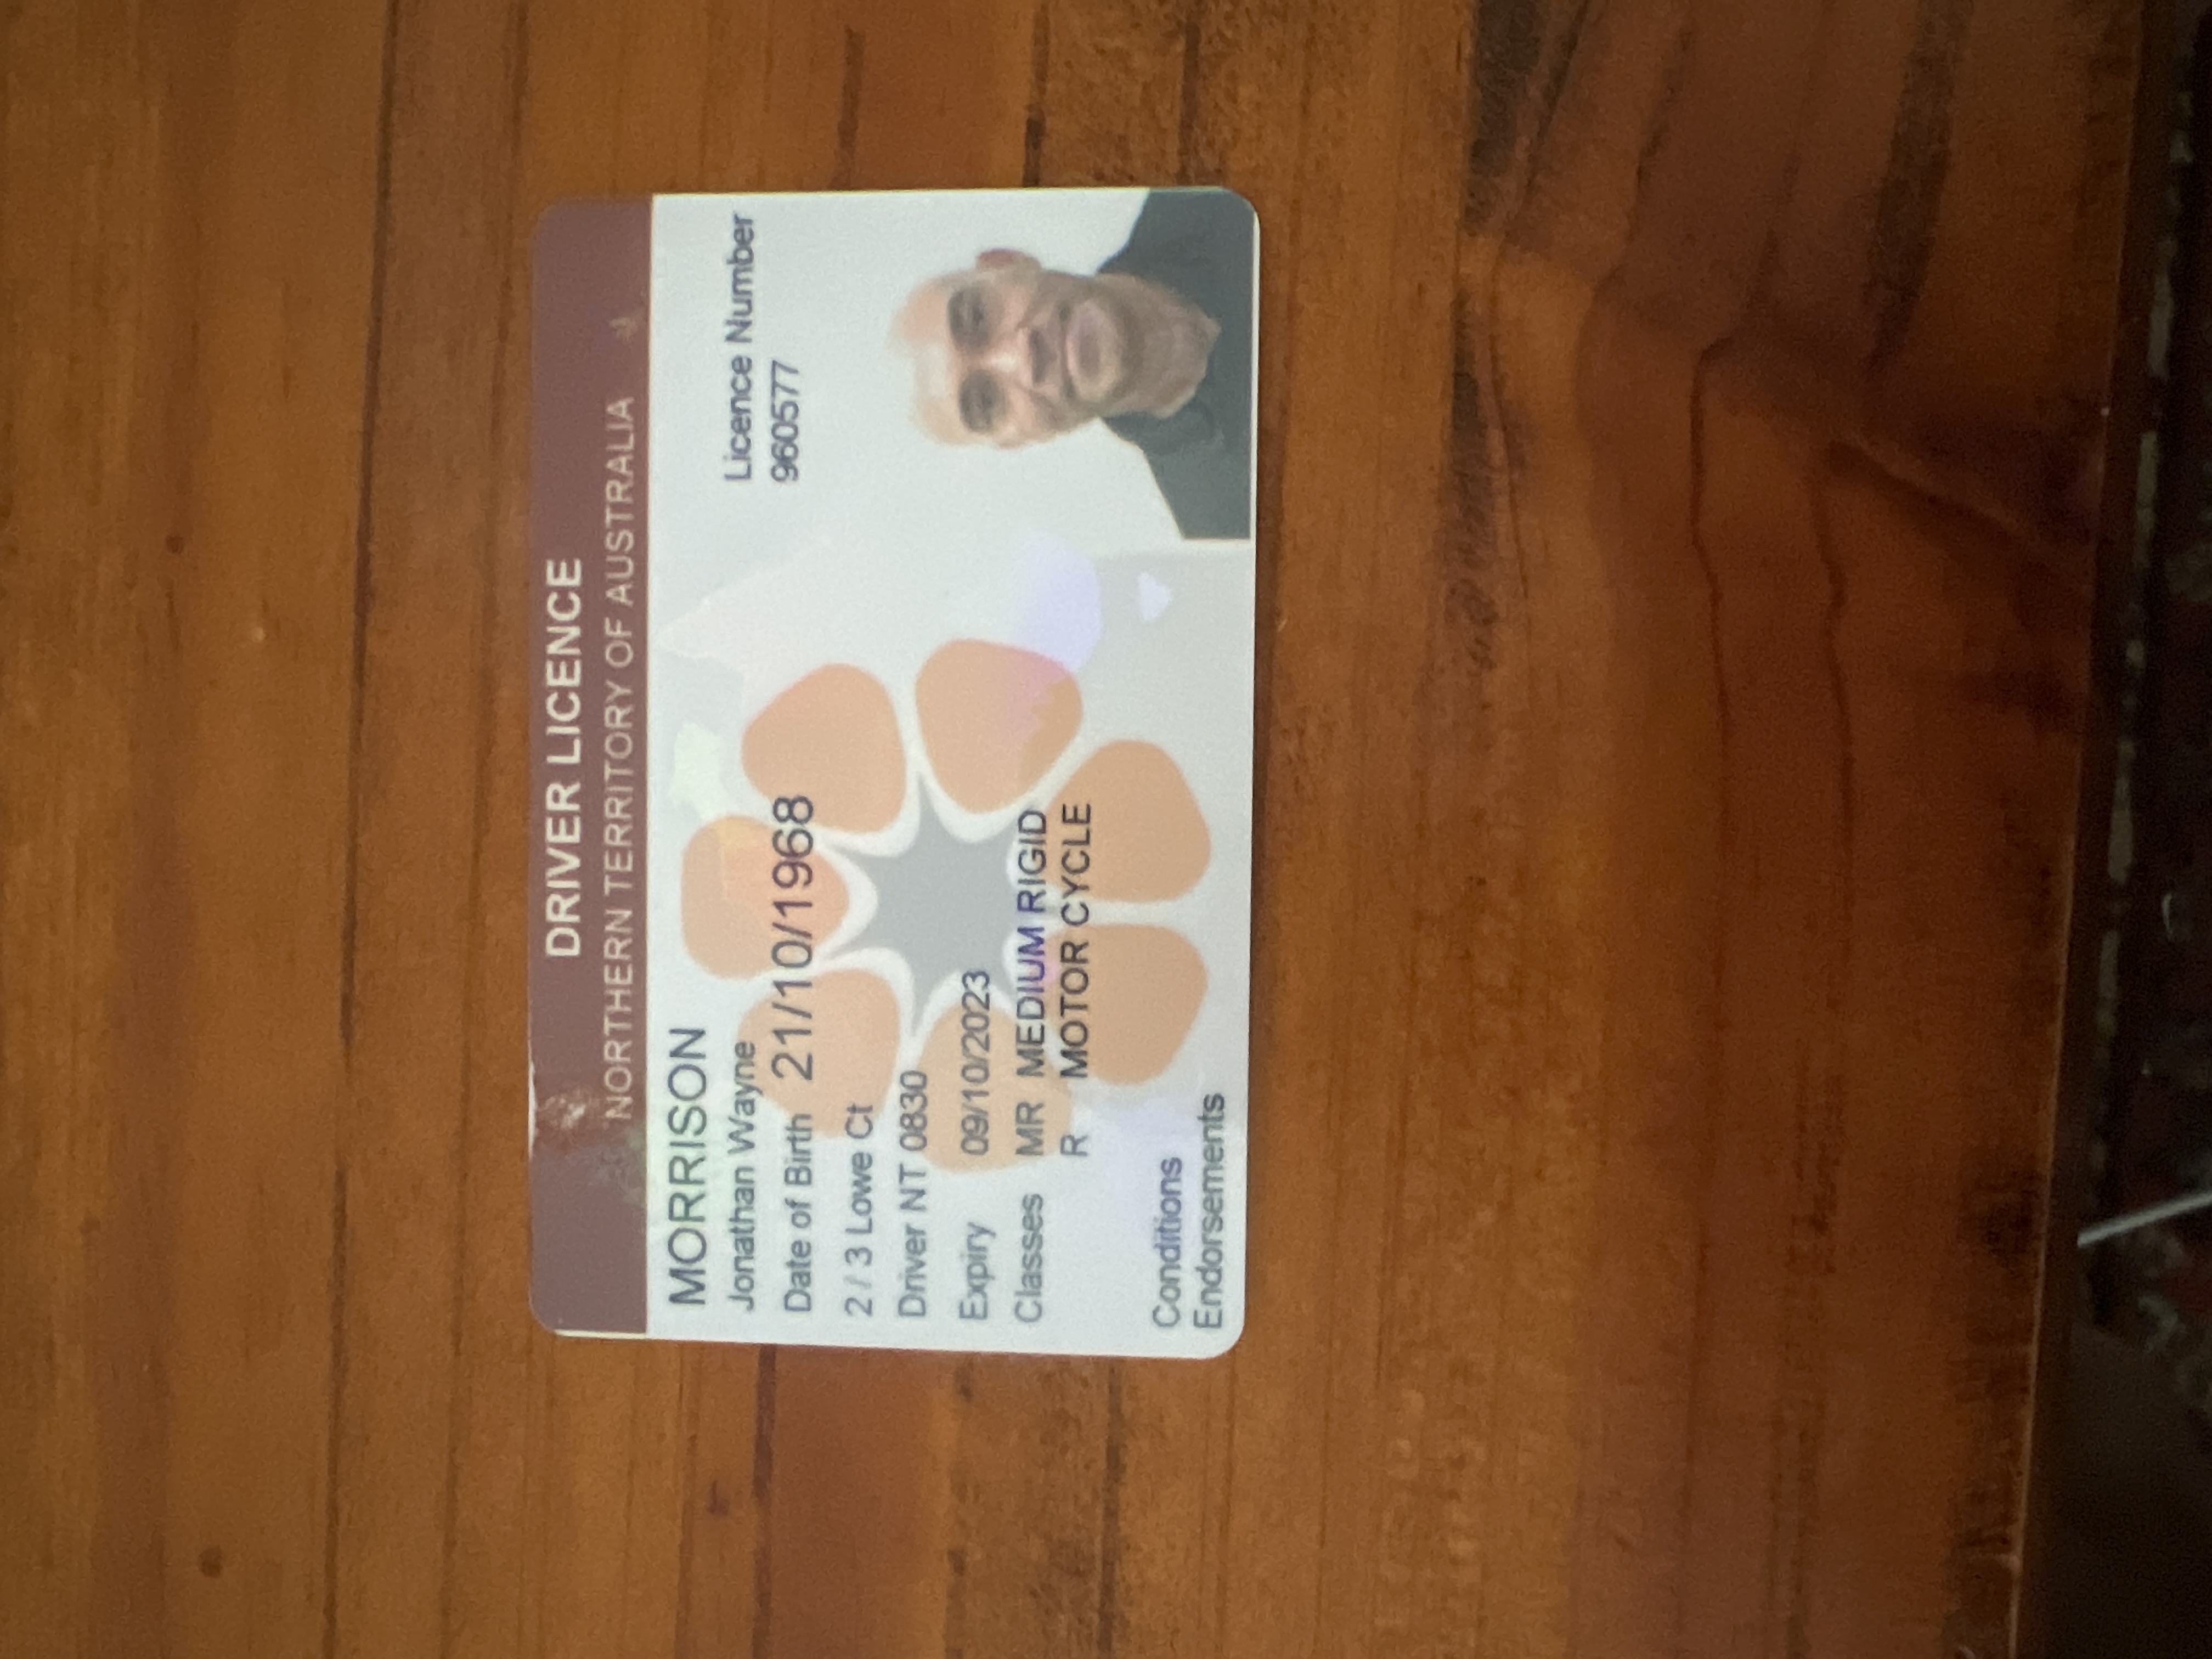 DRIVER LICENCE
NORTHERN TERRITORY OF AUSTRALIA
MORRISON
Jonathan Wayne
Date of Birth 21/10/1968
2 / 3 Lowe Ct
Driver NT 0830
Expiry 09/10/2023
Classes MR MEDIUM RIGID
R MOTOR CYCLE
Conditions
Endorsements
Licence Number
960577